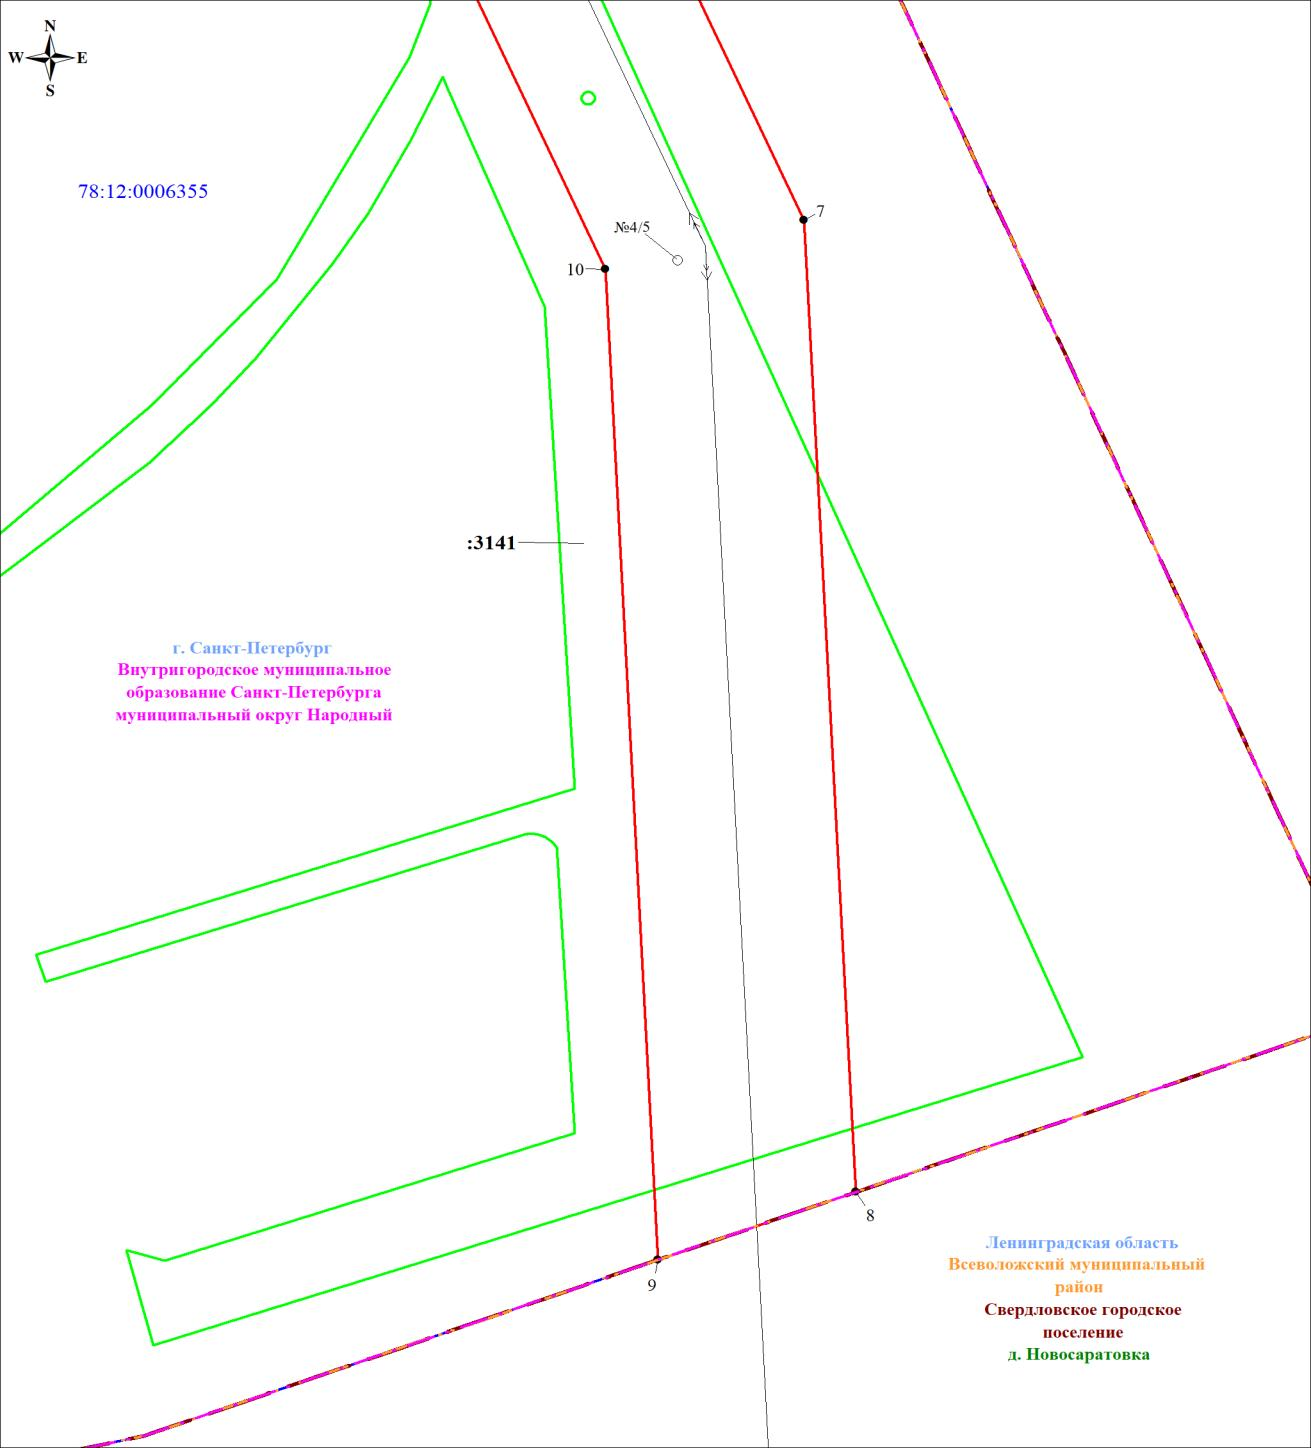 N
W E
S
78:12:0006355
7
№4/5
10
:3141
г. Санкт-Петербург
Внутригородское муниципальное
образование Санкт-Петербурга
муниципальный округ Народный
8
9
Ленинградская область
Всеволожский муниципальный
район
Свердловское городское
поселение
д. Новосаратовка